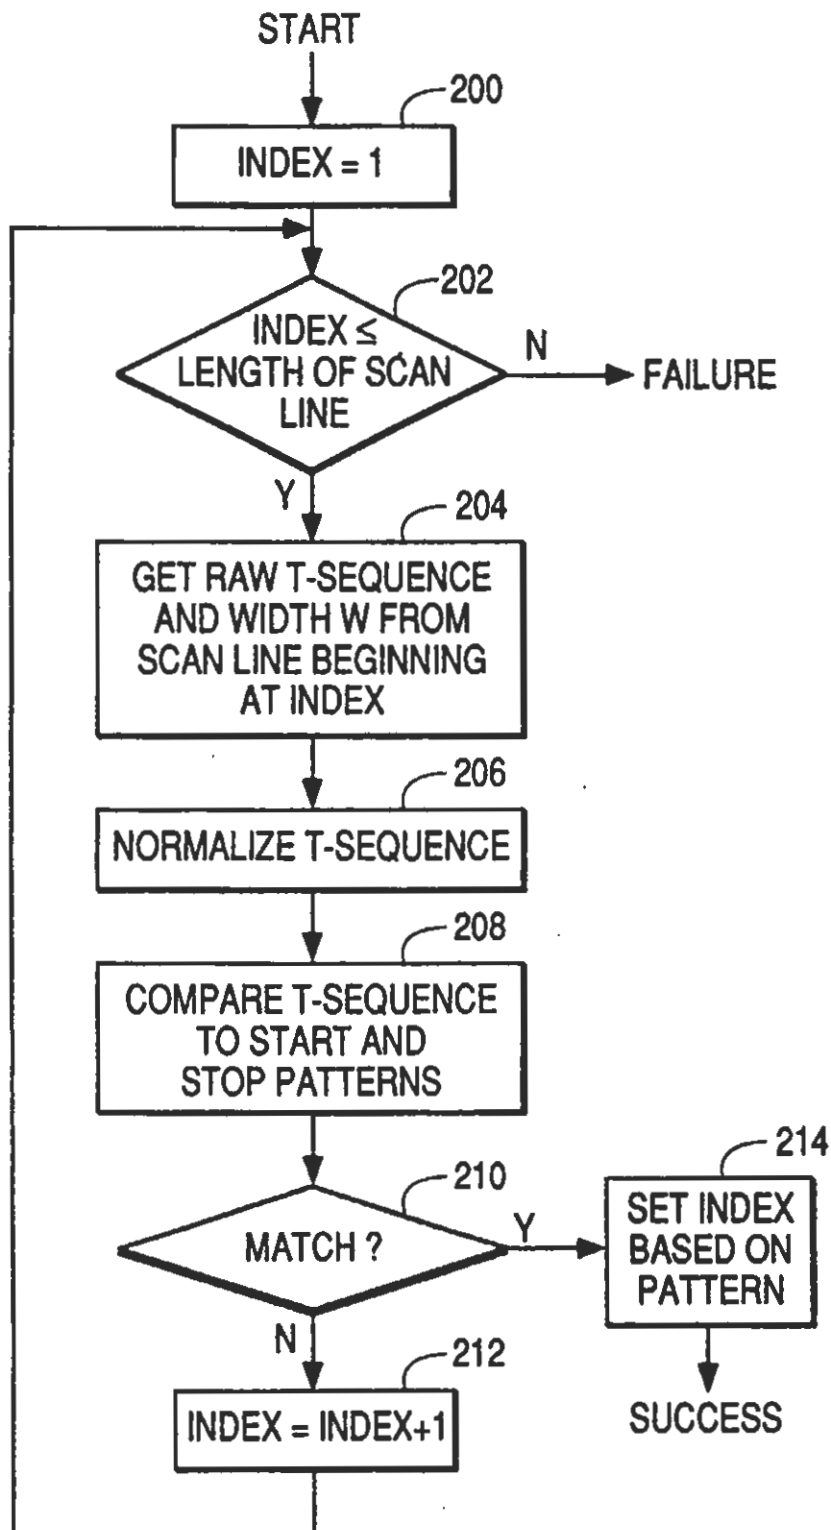 START
200
INDEX = 1
202
INDEX ≤
LENGTH OF SCAN
LINE
N
FAILURE
Y
204
GET RAW T-SEQUENCE
AND WIDTH W FROM
SCAN LINE BEGINNING
AT INDEX
206
NORMALIZE T-SEQUENCE
208
COMPARE T-SEQUENCE
TO START AND
STOP PATTERNS
210
MATCH ?
Y
214
SET INDEX
BASED ON
PATTERN
N
212
INDEX = INDEX+1
SUCCESS